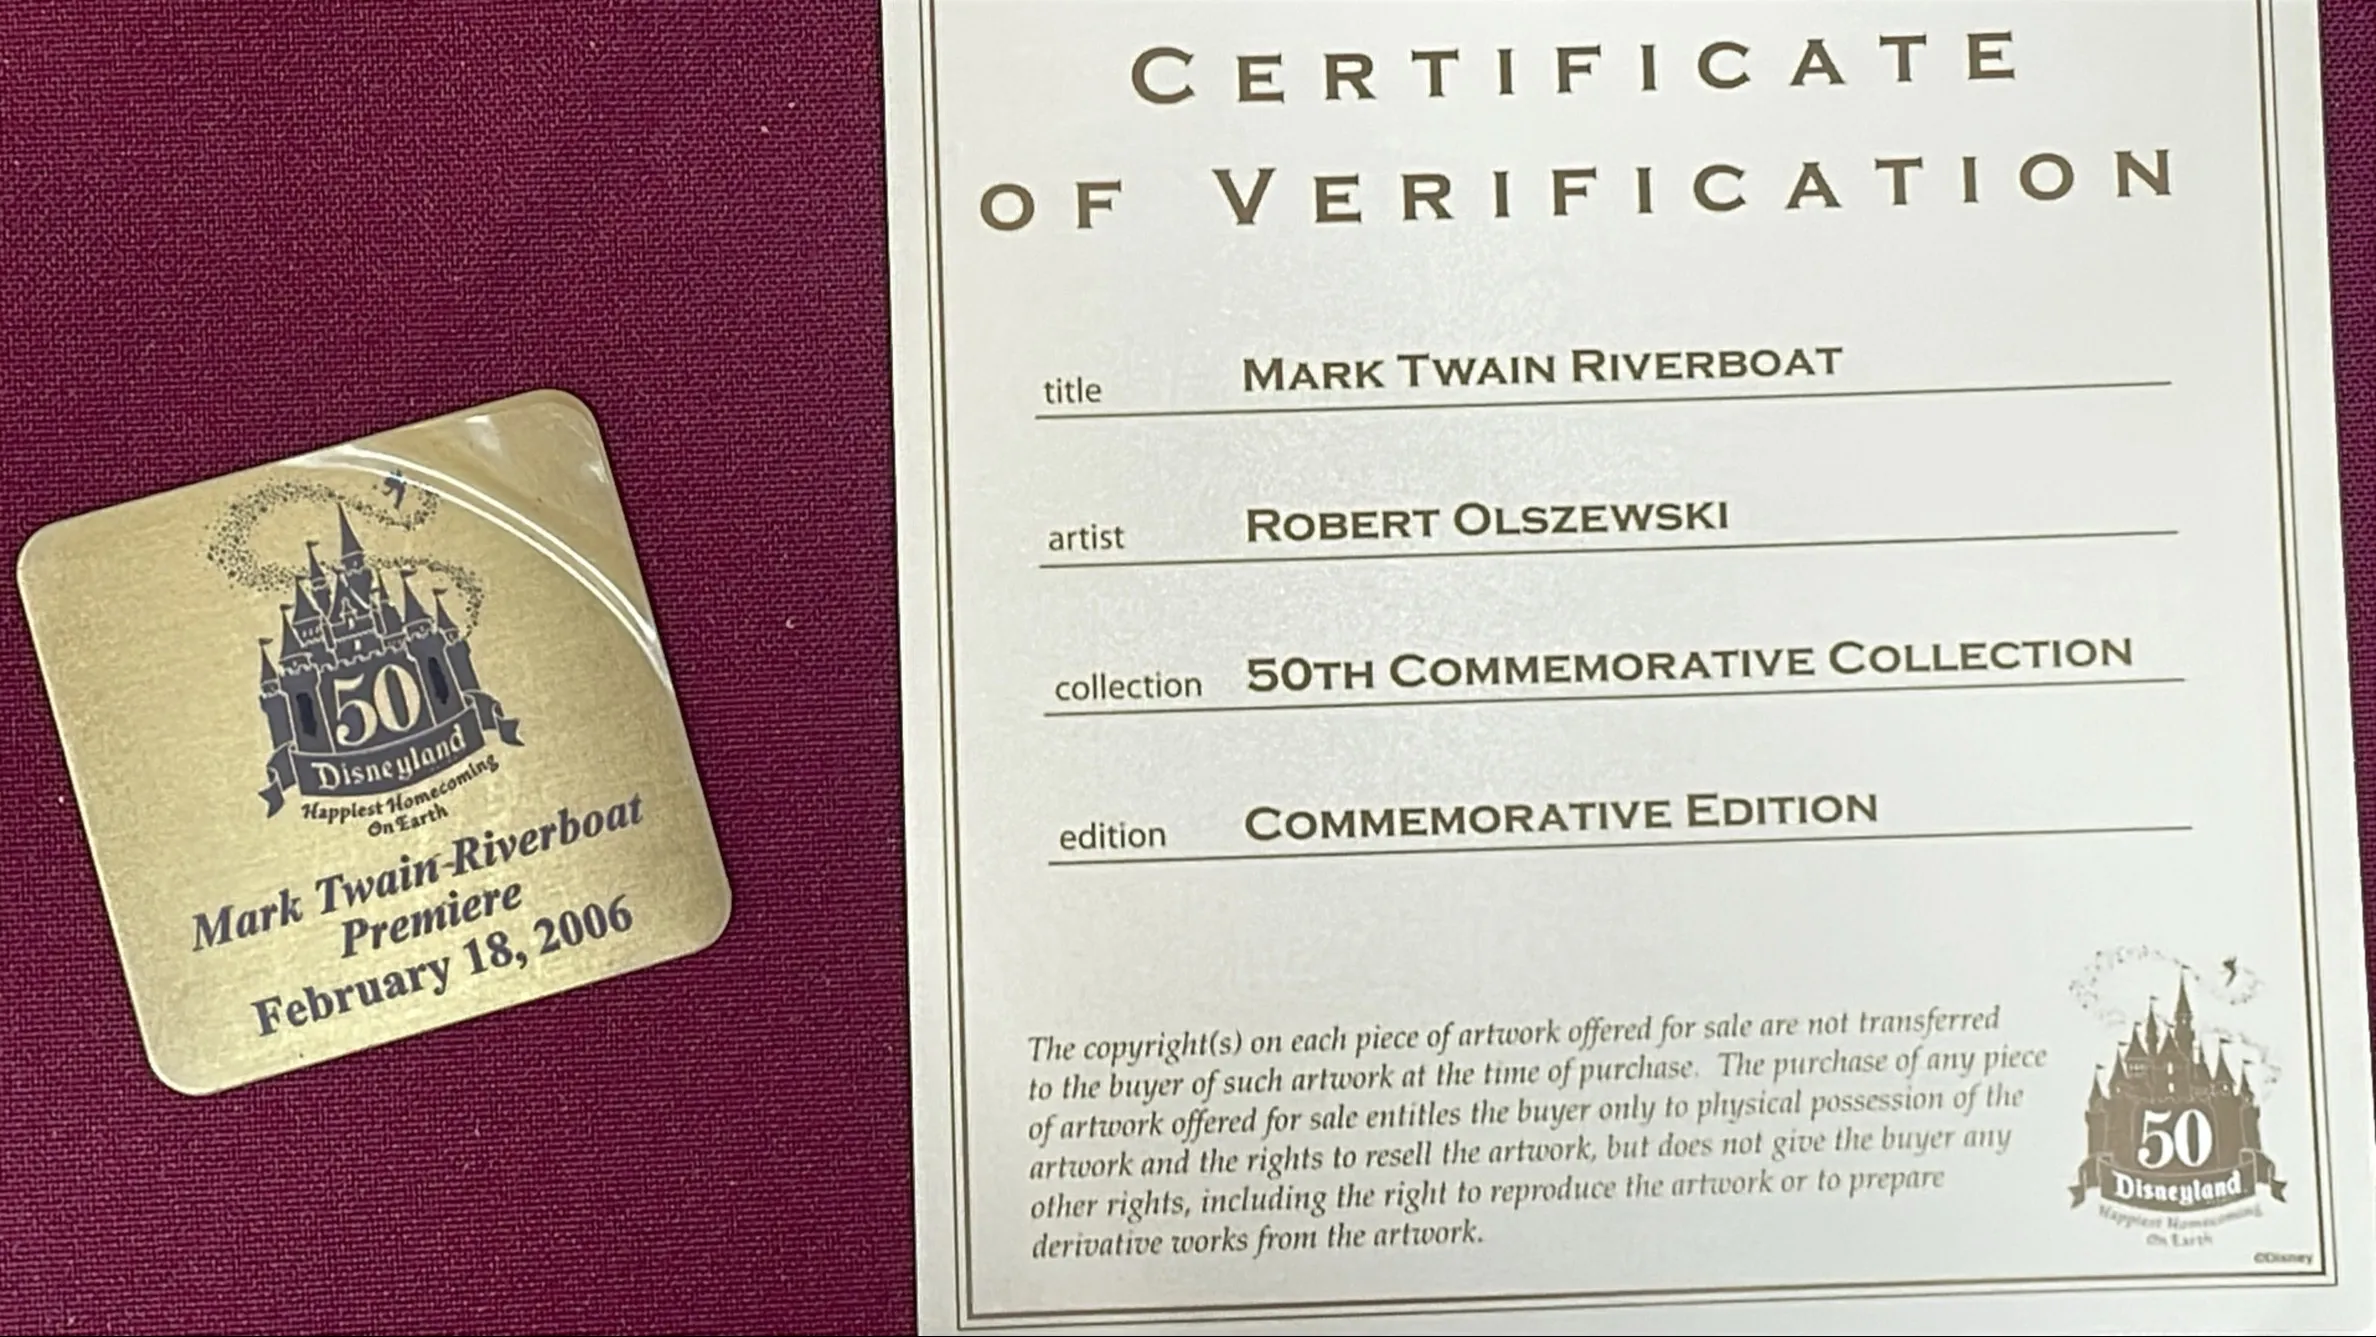 50
Disneyland
Happiest Homecoming
On Earth
Mark Twain-Riverboat
Premiere
February 18, 2006
CERTIFICATE
OF VERIFICATION
title MARK TWAIN RIVERBOAT
artist ROBERT OLSZEWSKI
collection 50TH COMMEMORATIVE COLLECTION
edition COMMEMORATIVE EDITION
The copyright(s) on each piece of artwork offered for sale are not transferred
to the buyer of such artwork at the time of purchase. The purchase of any piece
of artwork offered for sale entitles the buyer only to physical possession of the
artwork and the rights to resell the artwork, but does not give the buyer any
other rights, including the right to reproduce the artwork or to prepare
derivative works from the artwork.
50
Disneyland
Happiest Homecoming
On Earth
©Disney